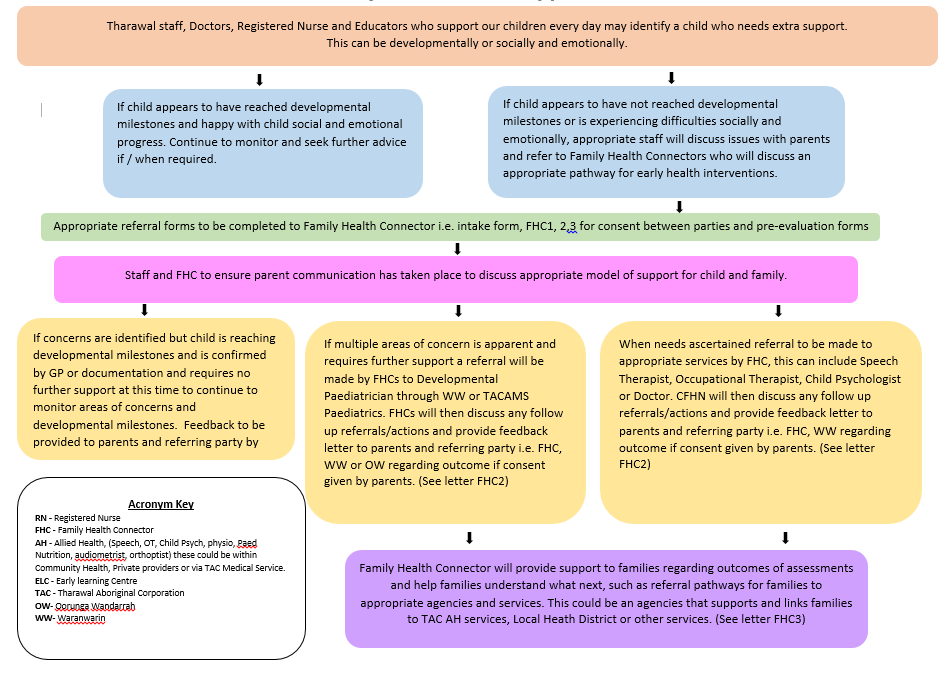 Tharawal staff, Doctors, Registered Nurse and Educators who support our children every day may identify a child who needs extra support.
This can be developmentally or socially and emotionally.
If child appears to have reached developmental
milestones and happy with child social and emotional
progress. Continue to monitor and seek further advice
if / when required.
If child appears to have not reached developmental
milestones or is experiencing difficulties socially and
emotionally, appropriate staff will discuss issues with parents
and refer to Family Health Connectors who will discuss an
appropriate pathway for early health interventions.
Appropriate referral forms to be completed to Family Health Connector i.e. intake form, FHC1, 2,3 for consent between parties and pre-evaluation forms
Staff and FHC to ensure parent communication has taken place to discuss appropriate model of support for child and family.
If concerns are identified but child is reaching
developmental milestones and is confirmed
by GP or documentation and requires no
further support at this time to continue to
monitor areas of concerns and
developmental milestones.  Feedback to be
provided to parents and referring party by
If multiple areas of concern is apparent and
requires further support a referral will be
made by FHCs to Developmental
Paediatrician through WW or TACAMS
Paediatrics. FHCs will then discuss any follow
up referrals/actions and provide feedback
letter to parents and referring party i.e. FHC,
WW or OW regarding outcome if consent
given by parents. (See letter FHC2)
When needs ascertained referral to be made to
appropriate services by FHC, this can include Speech
Therapist, Occupational Therapist, Child Psychologist
or Doctor. CFHN will then discuss any follow up
referrals/actions and provide feedback letter to
parents and referring party i.e. FHC, WW regarding
outcome if consent given by parents. (See letter
FHC2)
Acronym Key
RN - Registered Nurse
FHC - Family Health Connector
AH - Allied Health, (Speech, OT, Child Psych, physio, Paed
Nutrition, audiometrist, orthoptist) these could be within
Community Health, Private providers or via TAC Medical Service.
ELC - Early learning Centre
TAC - Tharawal Aboriginal Corporation
OW- Oorunga Wandarrah
WW- Waranwarin
Family Health Connector will provide support to families regarding outcomes of assessments
and help families understand what next, such as referral pathways for families to
appropriate agencies and services. This could be an agencies that supports and links families
to TAC AH services, Local Heath District or other services. (See letter FHC3)